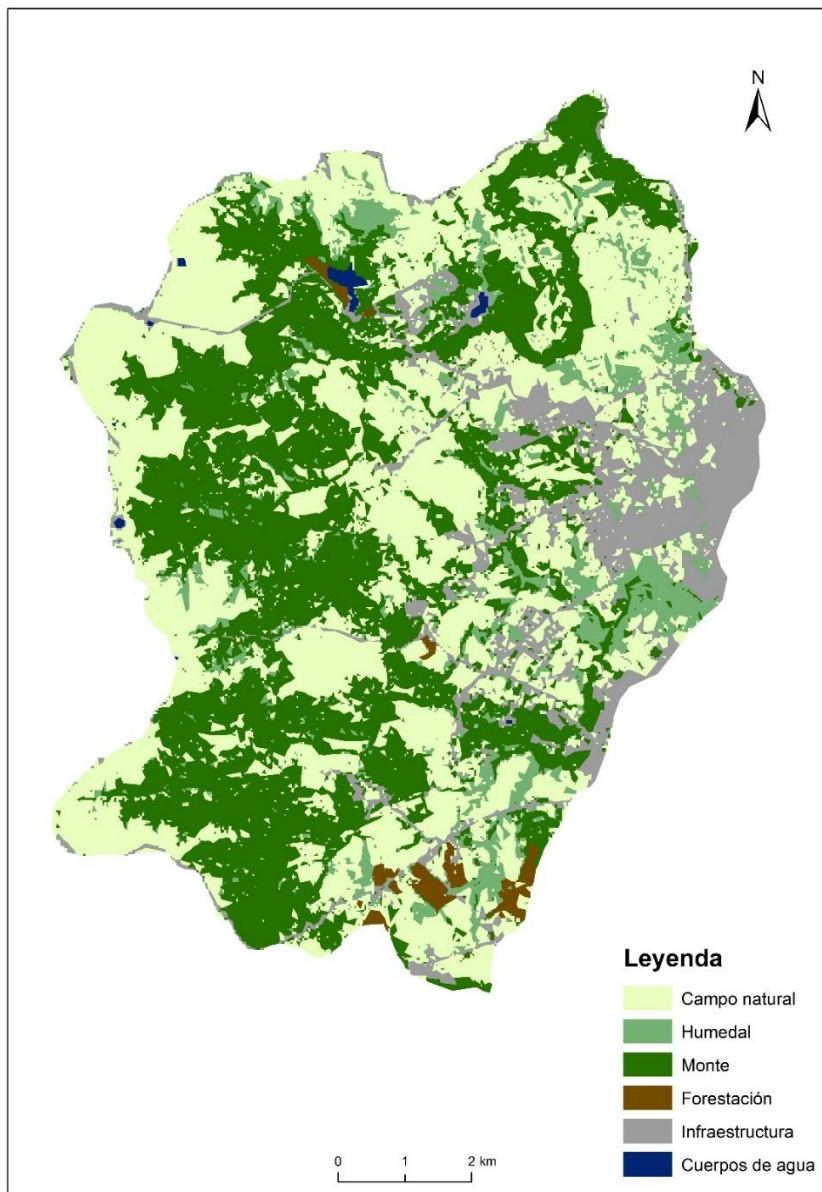 N
Leyenda
Campo natural
Humedal
Monte
Forestación
Infraestructura
Cuerpos de agua
0 1 2 km